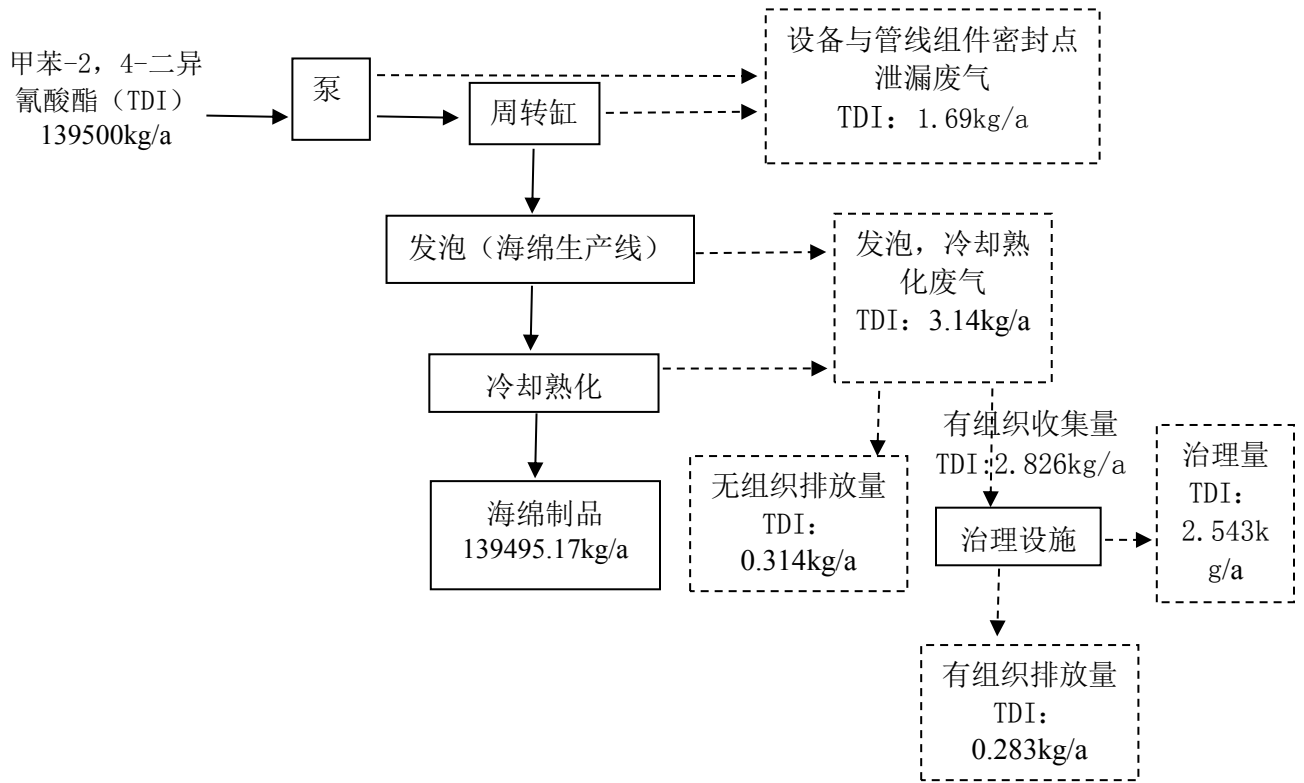 甲苯-2，4-二异
氰酸酯（TDI）
139500kg/a
泵
周转缸
设备与管线组件密封点
泄漏废气
TDI：1.69kg/a
发泡（海绵生产线）
发泡，冷却熟
化废气
TDI：3.14kg/a
冷却熟化
有组织收集量
TDI:2.826kg/a
无组织排放量
TDI：
0.314kg/a
治理量
TDI：
2.543k
g/a
海绵制品
139495.17kg/a
治理设施
有组织排放量
TDI：
0.283kg/a